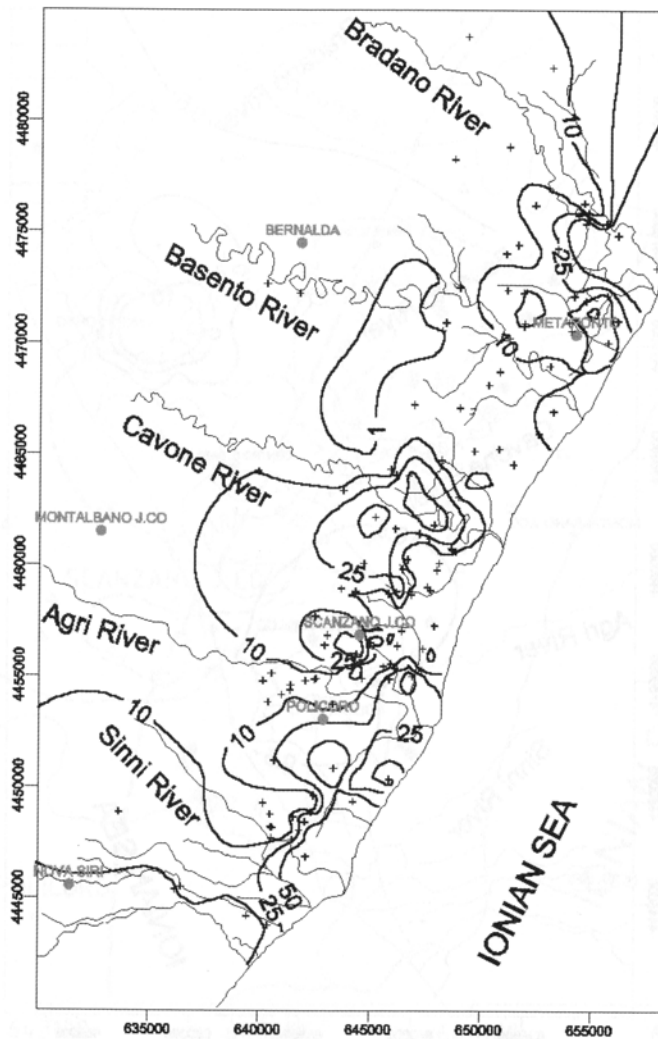 Bradano River
4480000
10
4475000
BERNALDA
25
Basento River
METAPONTO
4470000
10
1
4465000
Cavone River
MONTALBANO J.CO
4460000
25
SCANZANO J.CO
Agri River
10
25
4455000
10
10
POLICORO
25
Sinni River
4450000
IONIAN SEA
NOVA SIRI
50
25
4445000
635000 640000 645000 650000 655000